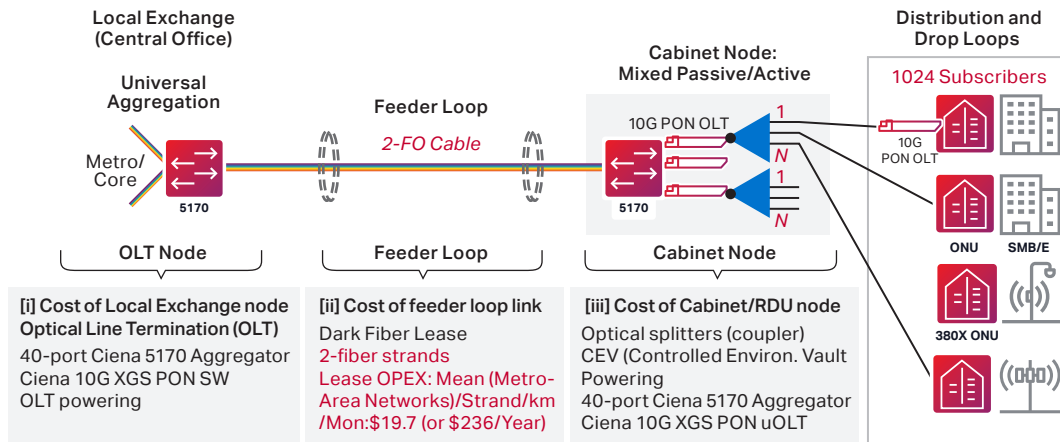 Local Exchange
(Central Office)
Universal
Aggregation
Metro/
Core
5170
Feeder Loop
2-FO Cable
Cabinet Node:
Mixed Passive/Active
10G PON OLT
5170
1
N
1
N
Distribution and
Drop Loops
1024 Subscribers
10G
PON OLT
ONU
SMB/E
380X ONU
OLT Node
Feeder Loop
Cabinet Node
[i] Cost of Local Exchange node
Optical Line Termination (OLT)
40-port Ciena 5170 Aggregator
Ciena 10G XGS PON SW
OLT powering
[ii] Cost of feeder loop link
Dark Fiber Lease
2-fiber strands
Lease OPEX: Mean (Metro-
Area Networks)/Strand/km
/Mon:$19.7 (or $236/Year)
[iii] Cost of Cabinet/RDU node
Optical splitters (coupler)
CEV (Controlled Environ. Vault
Powering
40-port Ciena 5170 Aggregator
Ciena 10G XGS PON uOLT